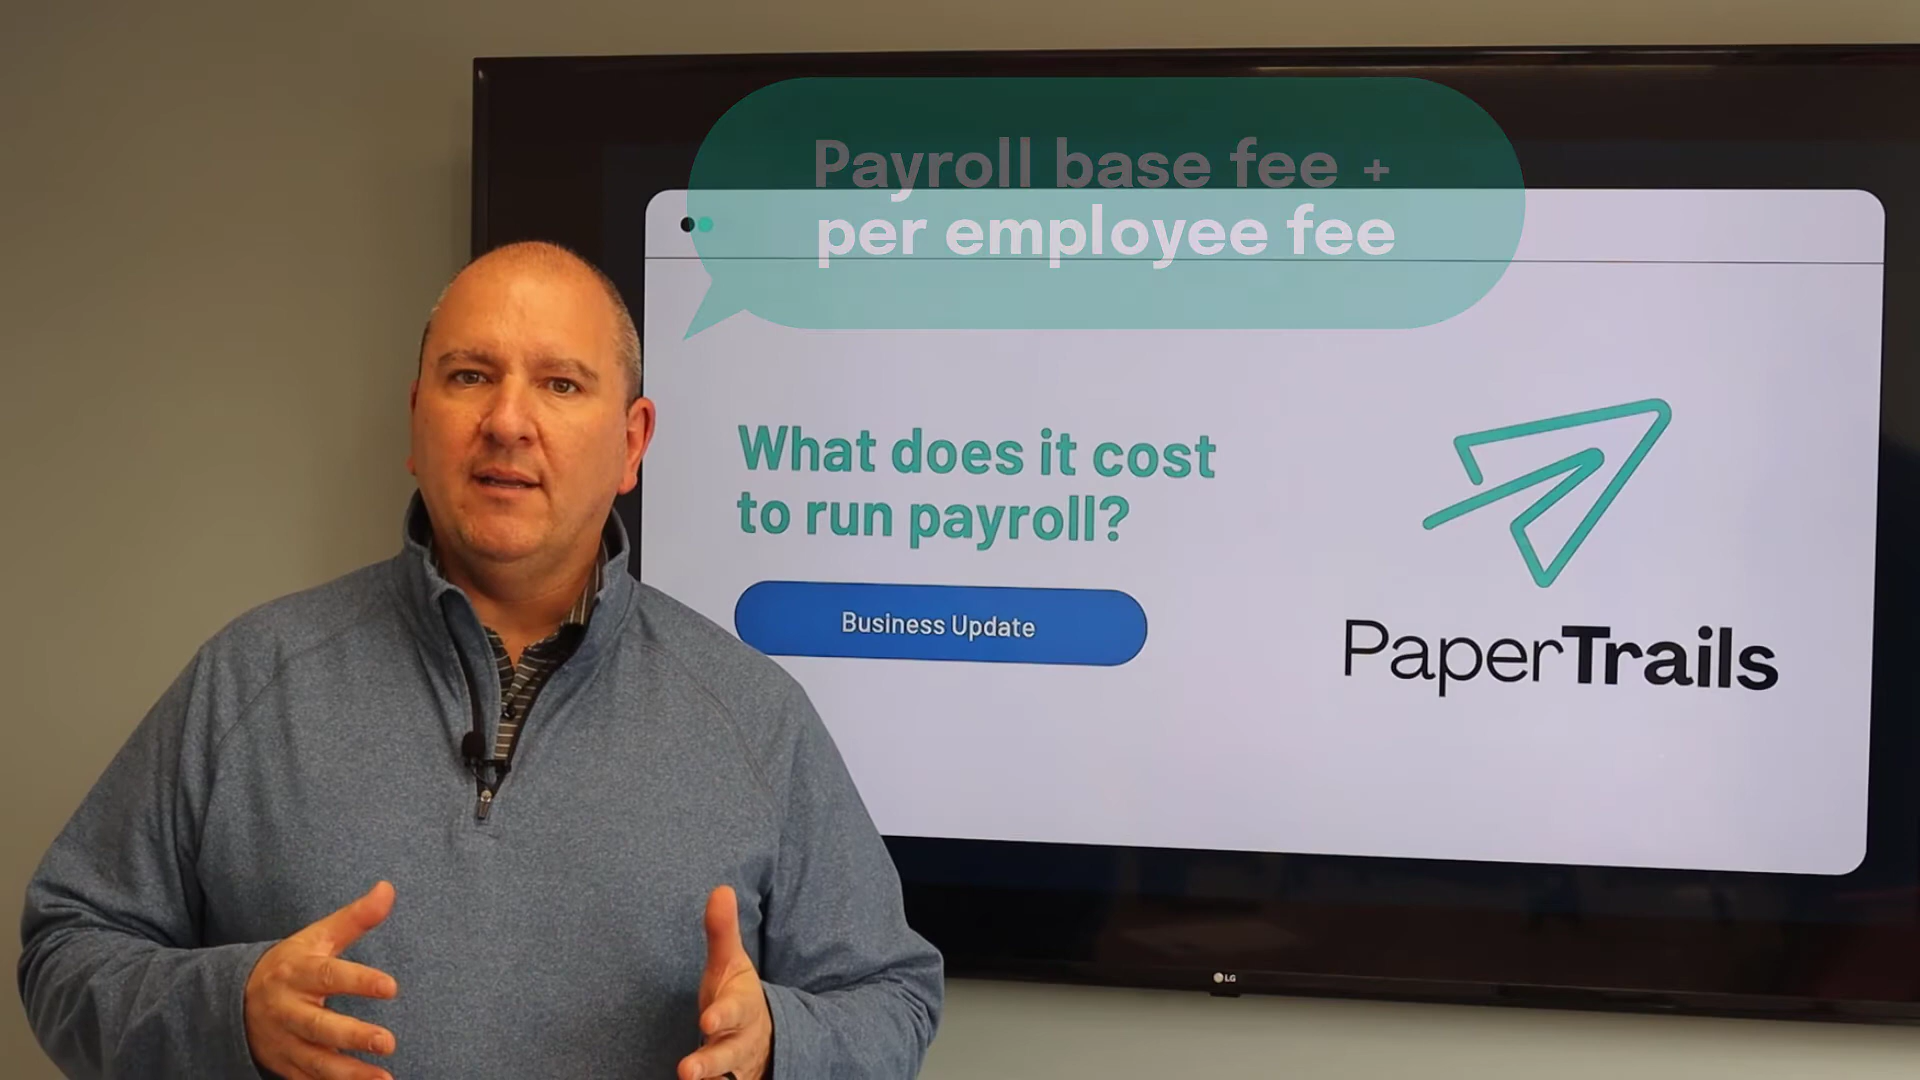 Payroll base fee +
per employee fee
What does it cost
to run payroll?
Business Update
PaperTrails
LG